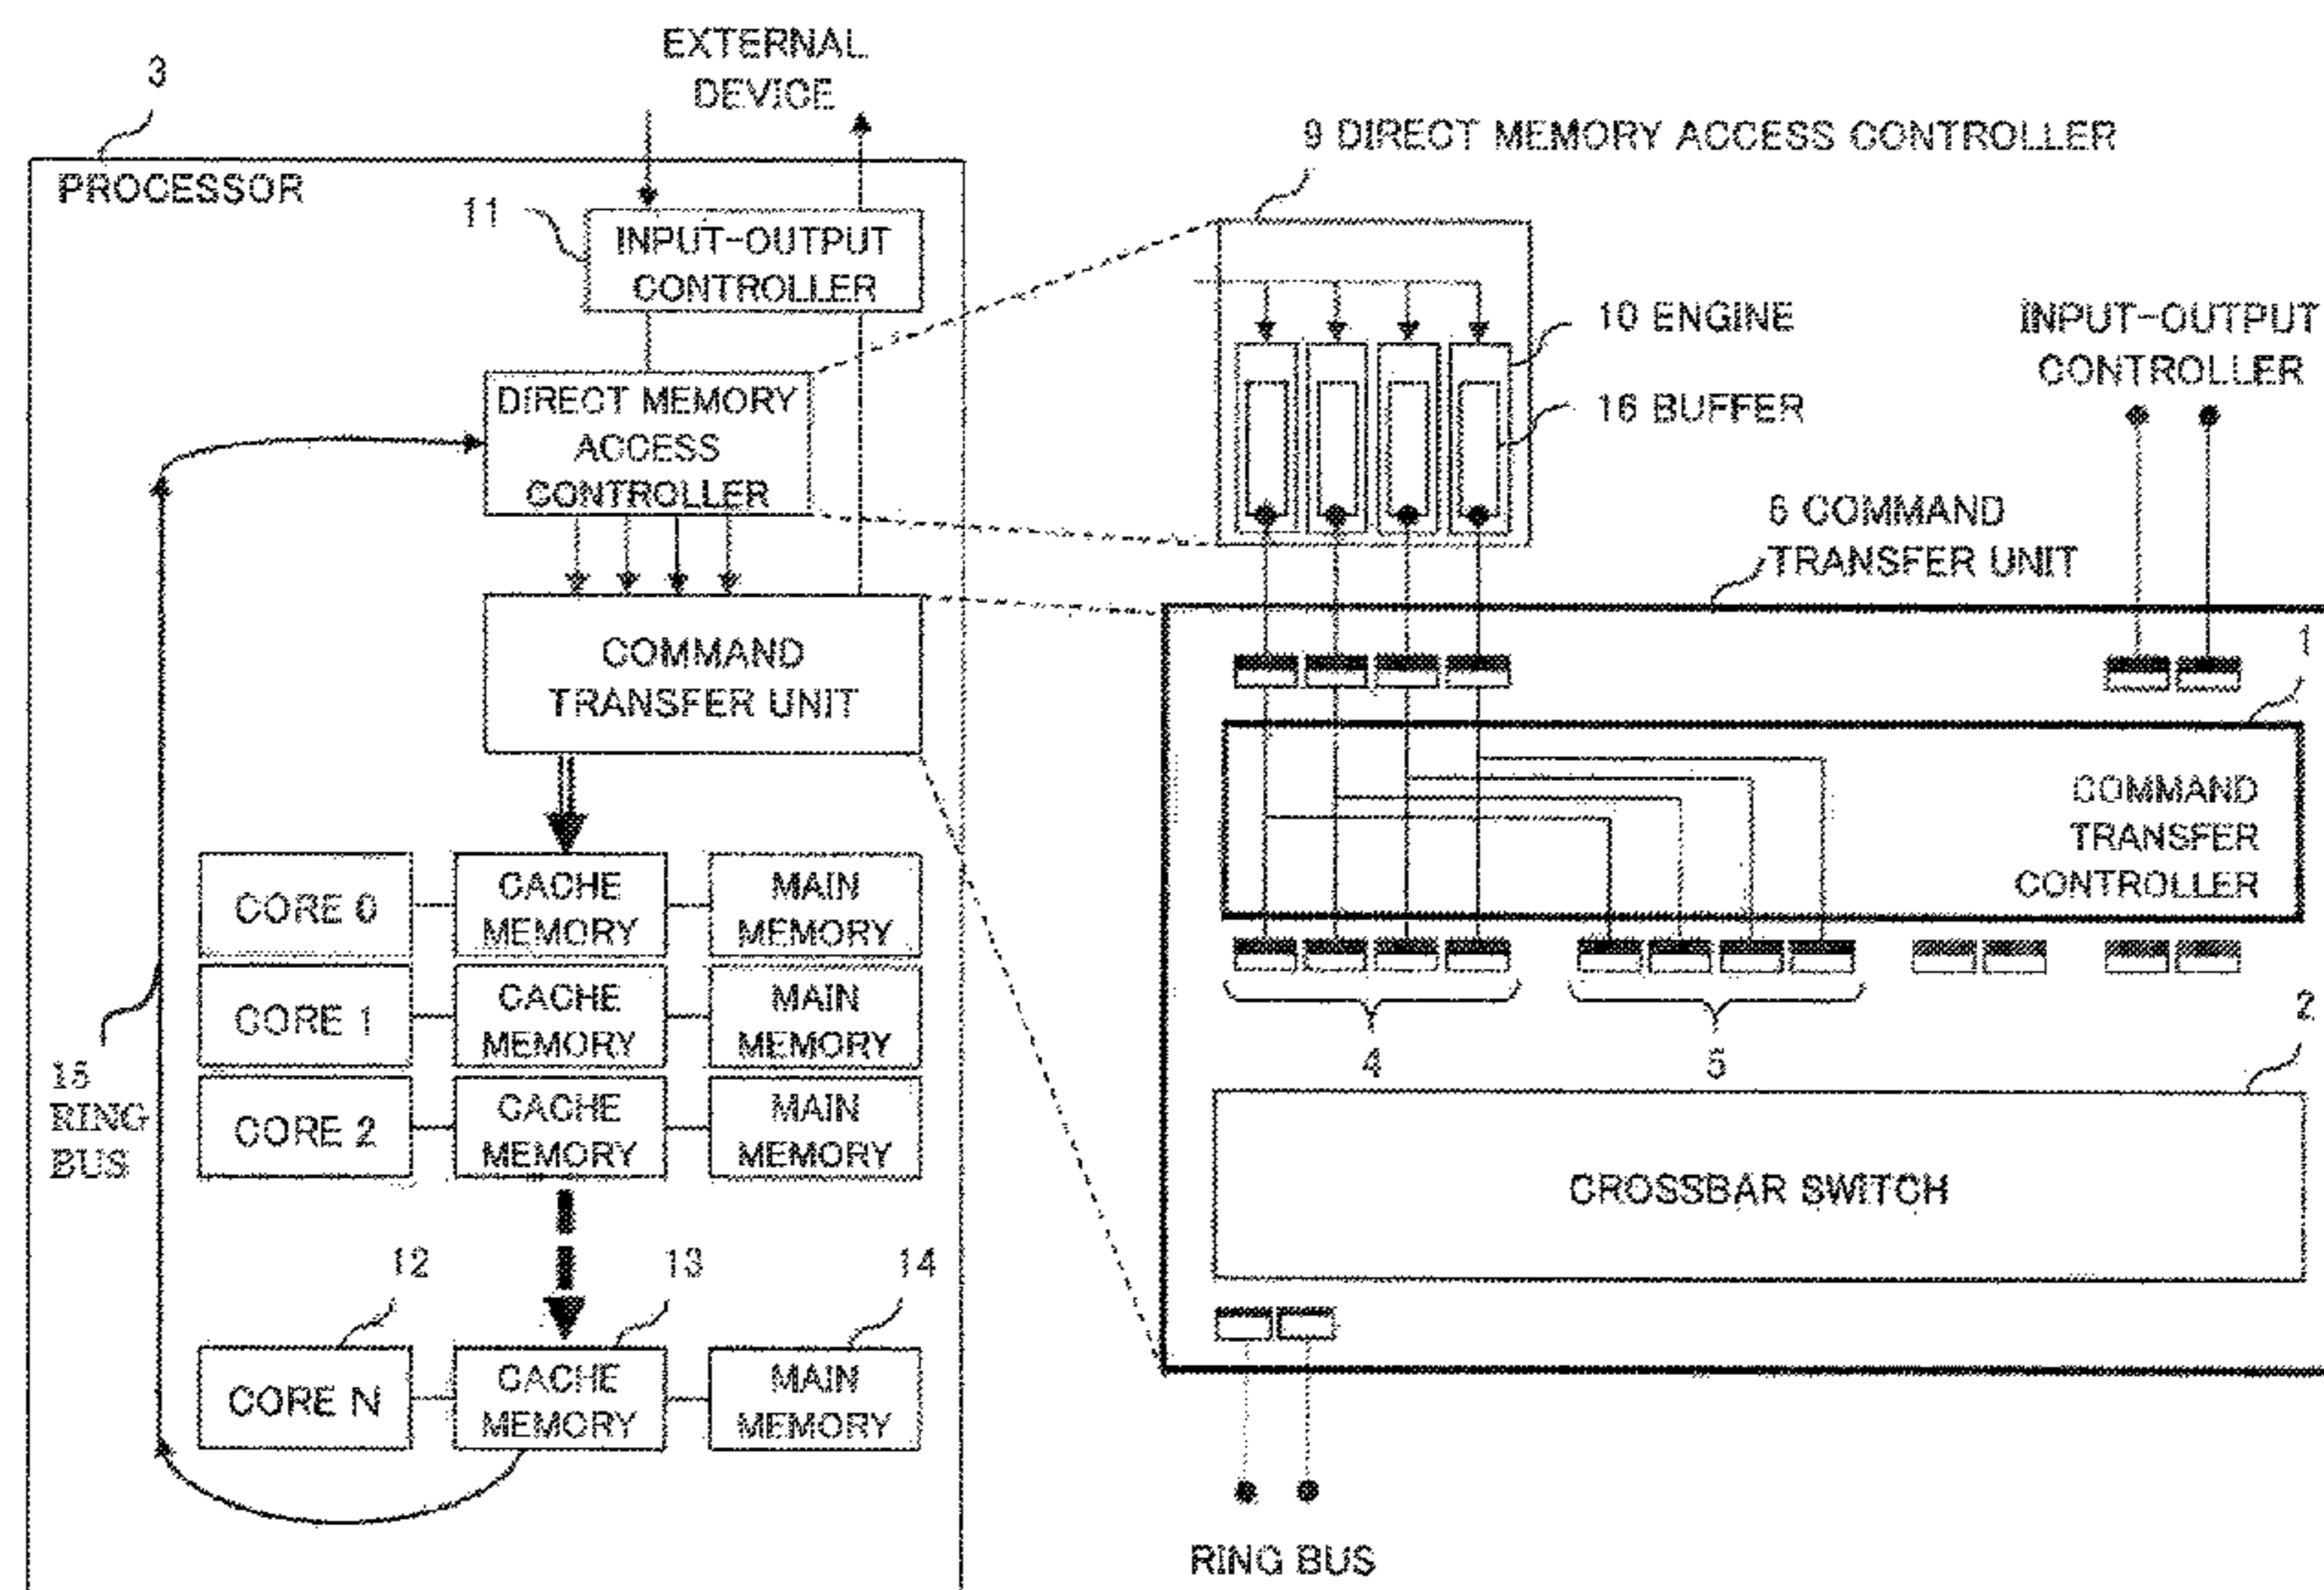 3
EXTERNAL
DEVICE
PROCESSOR
11
INPUT-OUTPUT
CONTROLLER
DIRECT MEMORY
ACCESS
CONTROLLER
COMMAND
TRANSFER UNIT
CORE 0
CACHE
MEMORY
MAIN
MEMORY
CORE 1
CACHE
MEMORY
MAIN
MEMORY
CORE 2
CACHE
MEMORY
MAIN
MEMORY
15
RING
BUS
12
13
14
CORE N
CACHE
MEMORY
MAIN
MEMORY
9 DIRECT MEMORY ACCESS CONTROLLER
10 ENGINE
16 BUFFER
INPUT-OUTPUT
CONTROLLER
6 COMMAND
TRANSFER UNIT
1
COMMAND
TRANSFER
CONTROLLER
4
5
2
CROSSBAR SWITCH
RING BUS